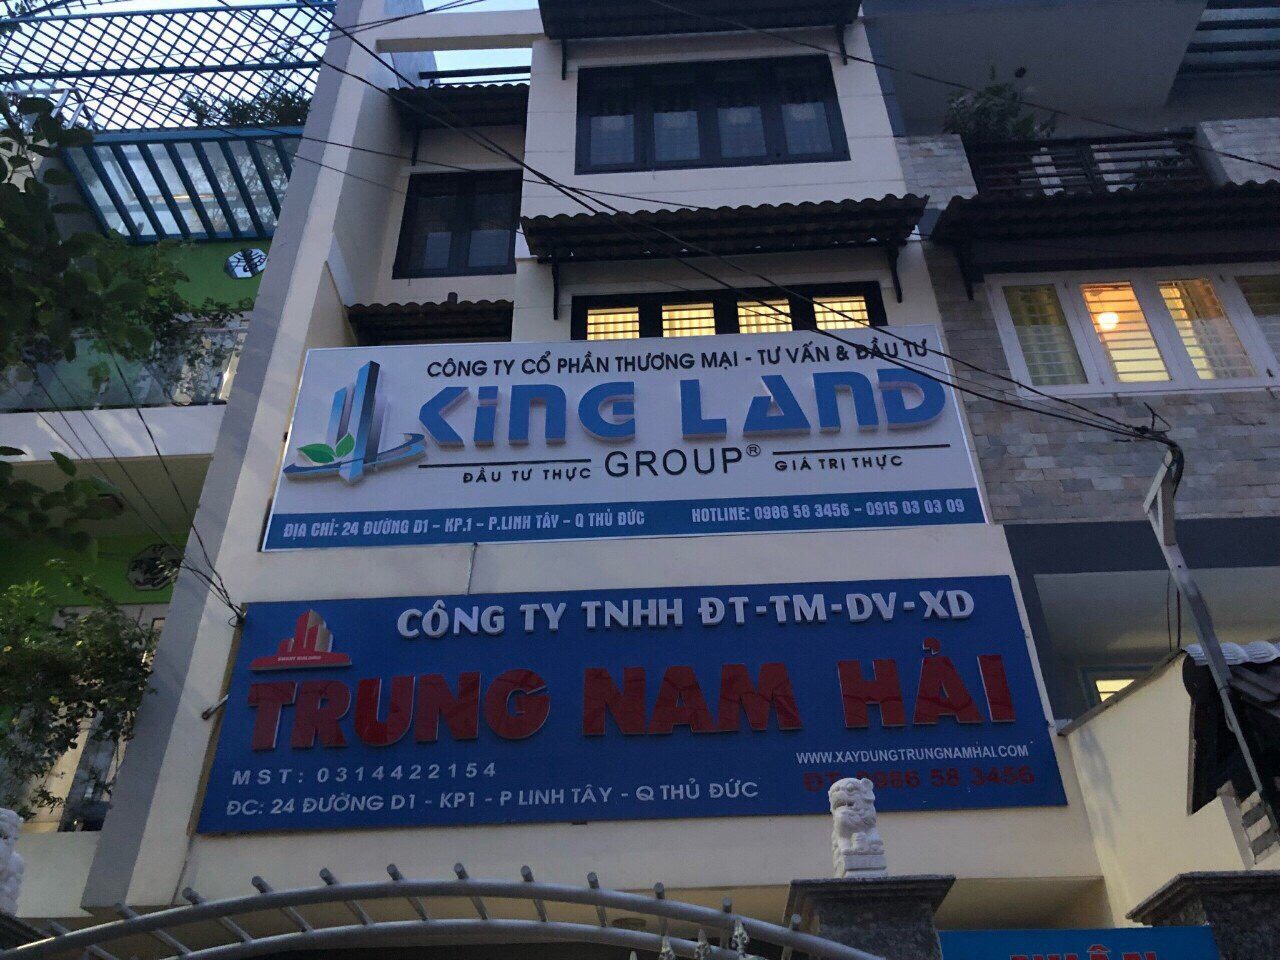 CÔNG TY CỔ PHẦN THƯƠNG MẠI - TƯ VẤN & ĐẦU TƯ
KING LAND
ĐẦU TƯ THỰC GROUP® GIÁ TRỊ THỰC
ĐỊA CHỈ: 24 ĐƯỜNG D1 - KP.1 - P.LINH TÂY - Q THỦ ĐỨC HOTLINE: 0986 58 3456 - 0915 03 03 09
CÔNG TY TNHH ĐT-TM-DV-XD
SMART BUILDING
TRUNG NAM HẢI
WWW.XAYDUNGTRUNGNAMHAI.COM
MST: 0314422154
ĐT: 0986 58 3456
ĐC: 24 ĐƯỜNG D1 - KP1 - P LINH TÂY - Q THỦ ĐỨC